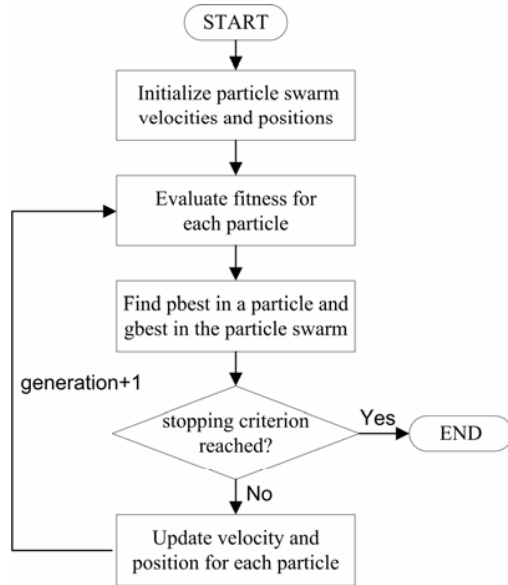 START
Initialize particle swarm
velocities and positions
Evaluate fitness for
each particle
Find pbest in a particle and
gbest in the particle swarm
generation+1
stopping criterion
reached?
Yes
END
No
Update velocity and
position for each particle